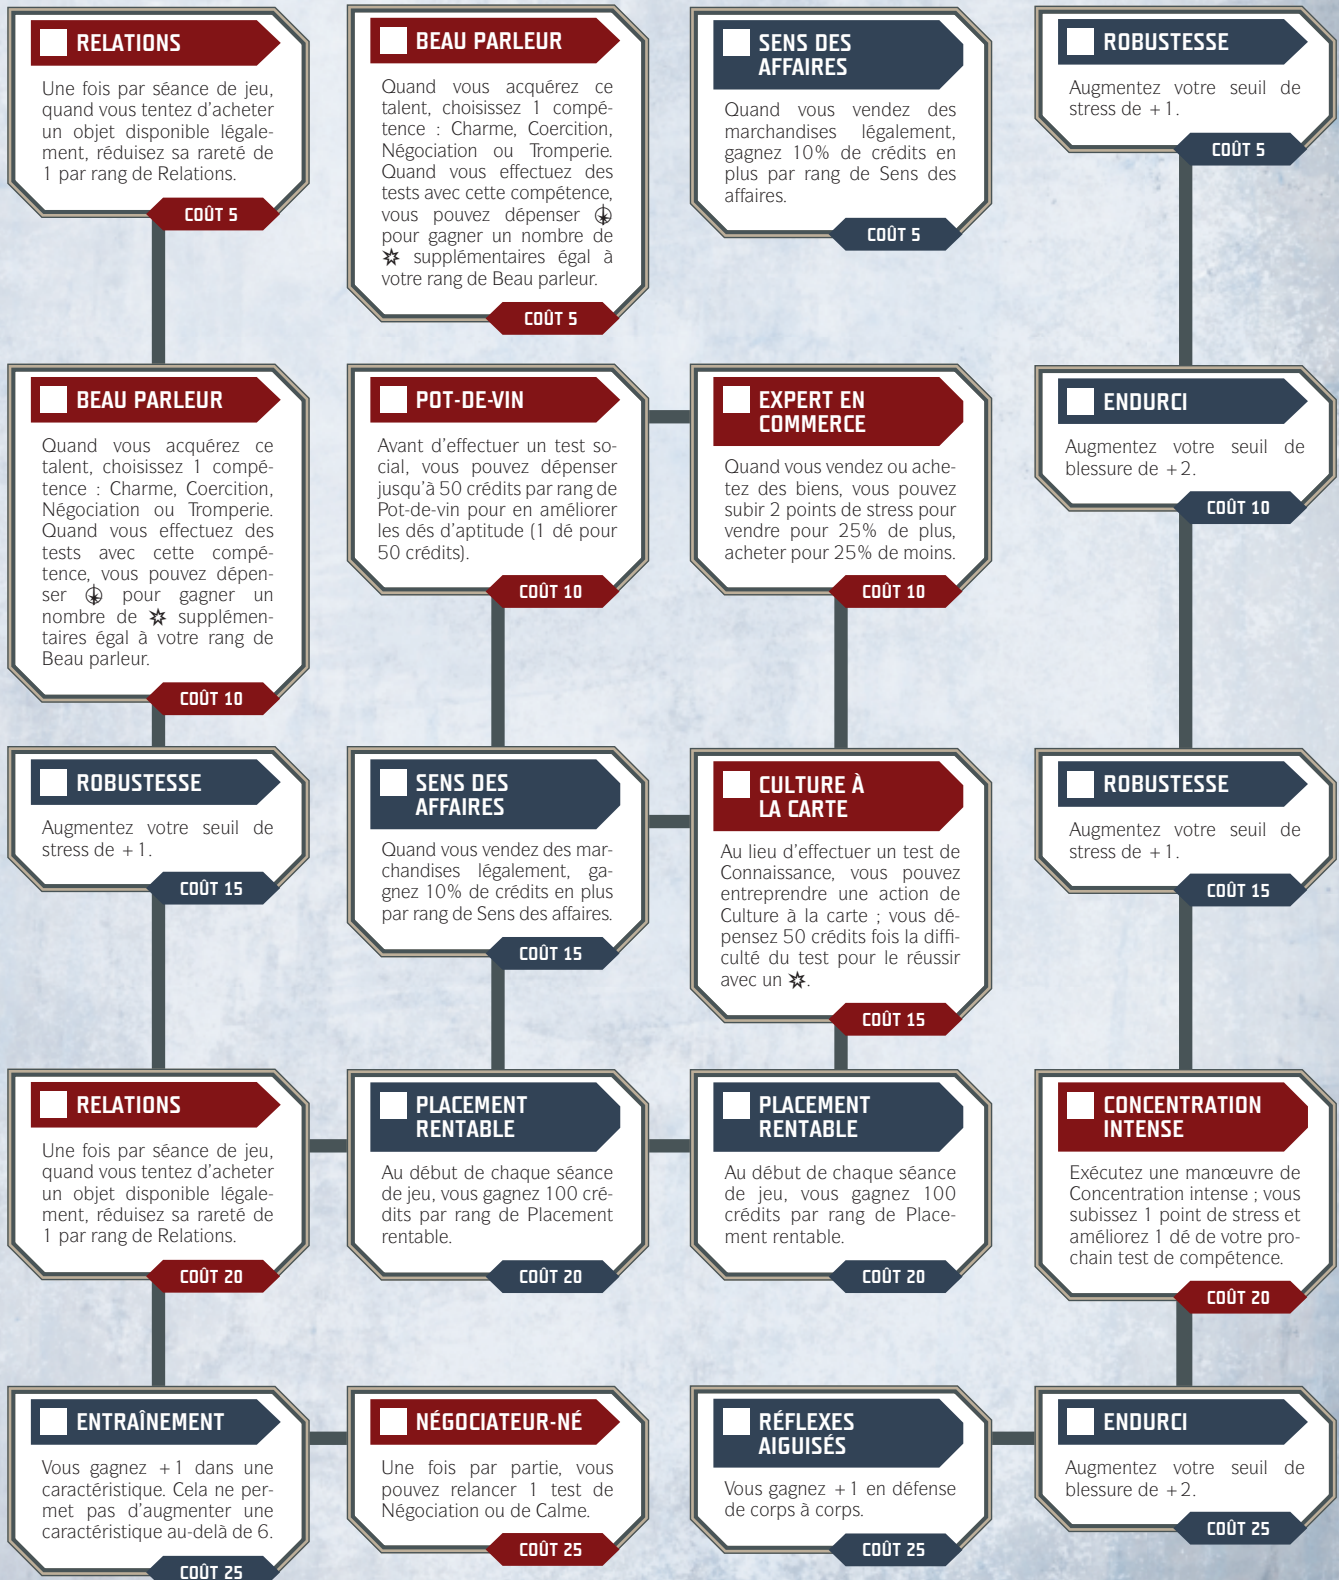 RELATIONS
Une fois par séance de jeu,
quand vous tentez d'acheter
un objet disponible légale-
ment, réduisez sa rareté de
1 par rang de Relations.
COÛT 5
BEAU PARLEUR
Quand vous acquérez ce
talent, choisissez 1 compé-
tence : Charme, Coercition,
Négociation ou Tromperie.
Quand vous effectuez des
tests avec cette compétence,
vous pouvez dépenser
pour gagner un nombre de
supplémentaires égal à
votre rang de Beau parleur.
COÛT 5
SENS DES
AFFAIRES
Quand vous vendez des
marchandises légalement,
gagnez 10% de crédits en
plus par rang de Sens des
affaires.
COÛT 5
ROBUSTESSE
Augmentez votre seuil de
stress de +1.
COÛT 5
BEAU PARLEUR
Quand vous acquérez ce
talent, choisissez 1 compé-
tence : Charme, Coercition,
Négociation ou Tromperie.
Quand vous effectuez des
tests avec cette compé-
tence, vous pouvez dépen-
ser pour gagner un
nombre de supplémen-
taires égal à votre rang de
Beau parleur.
COÛT 10
POT-DE-VIN
Avant d'effectuer un test so-
cial, vous pouvez dépenser
jusqu'à 50 crédits par rang de
Pot-de-vin pour en améliorer
les dés d'aptitude (1 dé pour
50 crédits).
COÛT 10
EXPERT EN
COMMERCE
Quand vous vendez ou ache-
tez des biens, vous pouvez
subir 2 points de stress pour
vendre pour 25% de plus,
acheter pour 25% de moins.
COÛT 10
ENDURCI
Augmentez votre seuil de
blessure de +2.
COÛT 10
ROBUSTESSE
Augmentez votre seuil de
stress de +1.
COÛT 15
SENS DES
AFFAIRES
Quand vous vendez des mar-
chandises légalement, ga-
gnez 10% de crédits en plus
par rang de Sens des affaires.
COÛT 15
CULTURE À
LA CARTE
Au lieu d'effectuer un test de
Connaissance, vous pouvez
entreprendre une action de
Culture à la carte ; vous dé-
pensez 50 crédits fois la diffi-
culté du test pour le réussir
avec un .
COÛT 15
ROBUSTESSE
Augmentez votre seuil de
stress de +1.
COÛT 15
RELATIONS
Une fois par séance de jeu,
quand vous tentez d'acheter
un objet disponible légale-
ment, réduisez sa rareté de
1 par rang de Relations.
COÛT 20
PLACEMENT
RENTABLE
Au début de chaque séance
de jeu, vous gagnez 100 cré-
dits par rang de Placement
rentable.
COÛT 20
PLACEMENT
RENTABLE
Au début de chaque séance
de jeu, vous gagnez 100
crédits par rang de Place-
ment rentable.
COÛT 20
CONCENTRATION
INTENSE
Exécutez une manœuvre de
Concentration intense ; vous
subissez 1 point de stress et
améliorez 1 dé de votre pro-
chain test de compétence.
COÛT 20
ENTRAÎNEMENT
Vous gagnez +1 dans une
caractéristique. Cela ne per-
met pas d'augmenter une
caractéristique au-delà de 6.
COÛT 25
NÉGOCIATEUR-NÉ
Une fois par partie, vous
pouvez relancer 1 test de
Négociation ou de Calme.
COÛT 25
RÉFLEXES
AIGUISÉS
Vous gagnez +1 en défense
de corps à corps.
COÛT 25
ENDURCI
Augmentez votre seuil de
blessure de +2.
COÛT 25